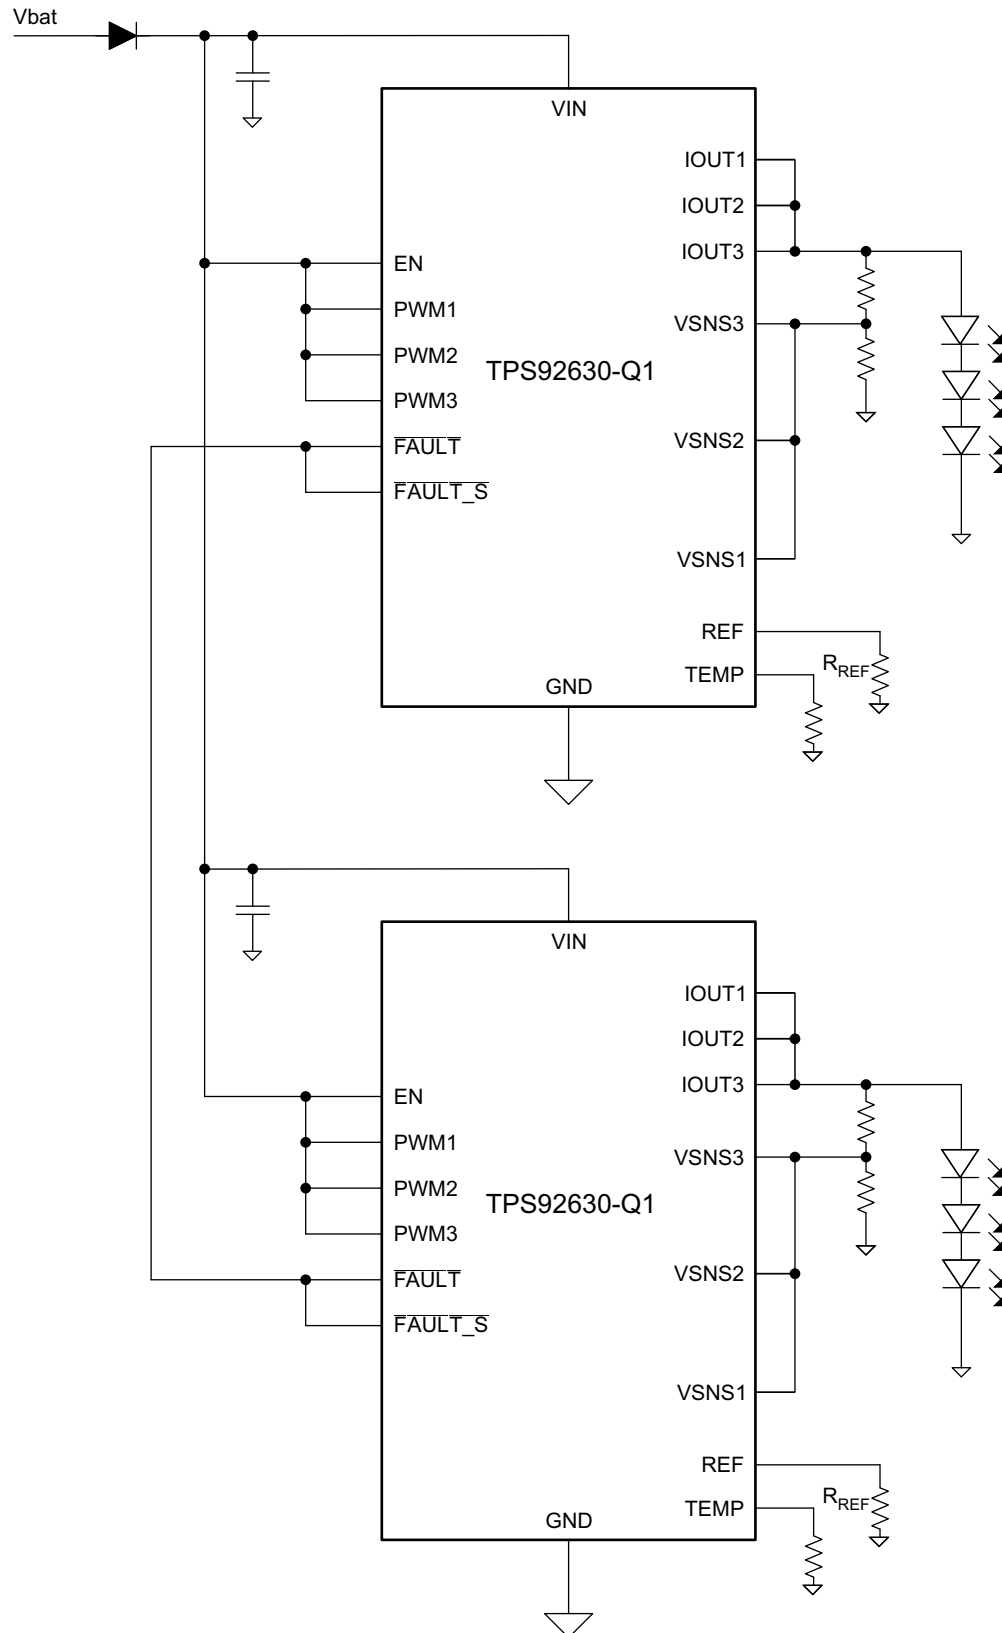 Vbat
VIN
IOUT1
IOUT2
IOUT3
EN
PWM1
VSNS3
PWM2
TPS92630-Q1
PWM3
FAULT
VSNS2
FAULT_S
VSNS1
REF
RREF
TEMP
GND
VIN
IOUT1
IOUT2
IOUT3
EN
PWM1
VSNS3
PWM2
TPS92630-Q1
PWM3
FAULT
VSNS2
FAULT_S
VSNS1
REF
RREF
TEMP
GND